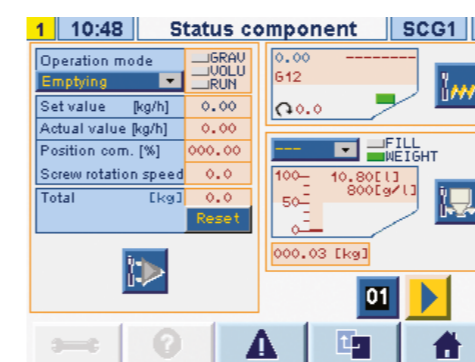 1 10:48 Status component SCG1
Operation mode
Emptying
GRAV
VOLU
RUN
Set value [kg/h] 0.00
Actual value [kg/h] 0.00
Position com. [%] 000.00
Screw rotation speed 0.0
Total [kg] 0.0
Reset
0.00 --------
G12
0.0
---
FILL
WEIGHT
100 10.80[l]
800[g/l]
50
0
000.03 [kg]
01
?